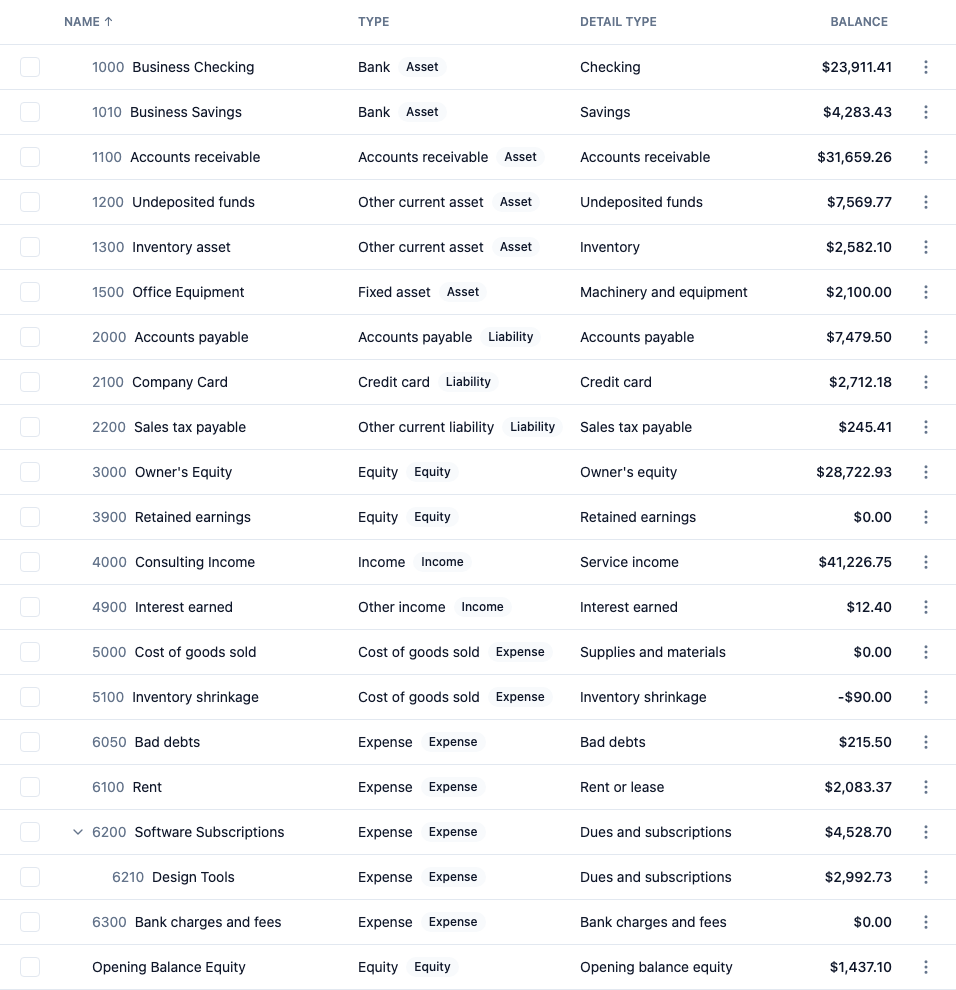 NAME ↑ TYPE DETAIL TYPE BALANCE
1000 Business Checking Bank Asset Checking $23,911.41
1010 Business Savings Bank Asset Savings $4,283.43
1100 Accounts receivable Accounts receivable Asset Accounts receivable $31,659.26
1200 Undeposited funds Other current asset Asset Undeposited funds $7,569.77
1300 Inventory asset Other current asset Asset Inventory $2,582.10
1500 Office Equipment Fixed asset Asset Machinery and equipment $2,100.00
2000 Accounts payable Accounts payable Liability Accounts payable $7,479.50
2100 Company Card Credit card Liability Credit card $2,712.18
2200 Sales tax payable Other current liability Liability Sales tax payable $245.41
3000 Owner's Equity Equity Equity Owner's equity $28,722.93
3900 Retained earnings Equity Equity Retained earnings $0.00
4000 Consulting Income Income Income Service income $41,226.75
4900 Interest earned Other income Income Interest earned $12.40
5000 Cost of goods sold Cost of goods sold Expense Supplies and materials $0.00
5100 Inventory shrinkage Cost of goods sold Expense Inventory shrinkage -$90.00
6050 Bad debts Expense Expense Bad debts $215.50
6100 Rent Expense Expense Rent or lease $2,083.37
6200 Software Subscriptions Expense Expense Dues and subscriptions $4,528.70
6210 Design Tools Expense Expense Dues and subscriptions $2,992.73
6300 Bank charges and fees Expense Expense Bank charges and fees $0.00
Opening Balance Equity Equity Equity Opening balance equity $1,437.10